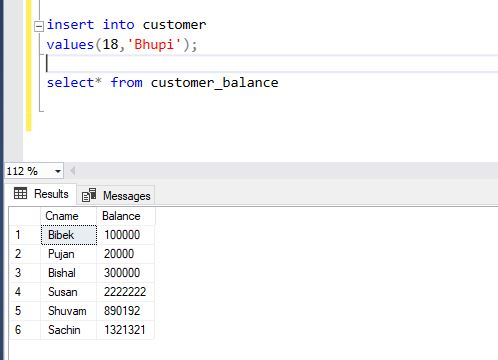 insert into customer
values(18,'Bhupi');
select* from customer_balance
112 %
Results Messages
Cname Balance
1 Bibek 100000
2 Pujan 20000
3 Bishal 300000
4 Susan 2222222
5 Shuvam 890192
6 Sachin 1321321